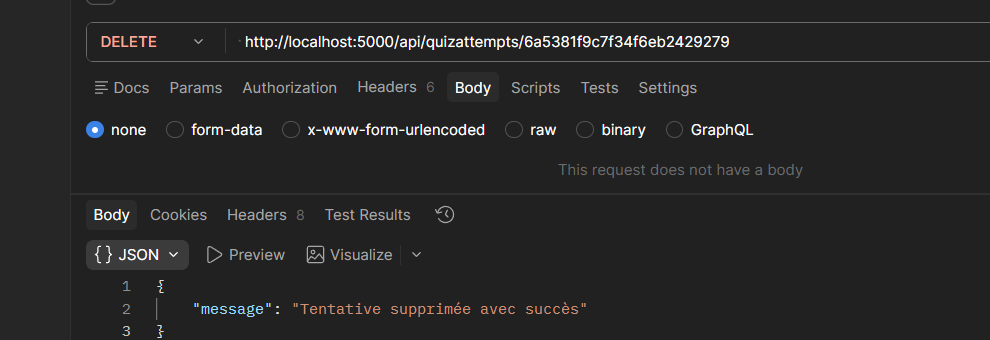 DELETE http://localhost:5000/api/quizattempts/6a5381f9c7f34f6eb2429279
Docs Params Authorization Headers 6 Body Scripts Tests Settings
none form-data x-www-form-urlencoded raw binary GraphQL
This request does not have a body
Body Cookies Headers 8 Test Results
{} JSON Preview Visualize
1 {
2 "message": "Tentative supprimée avec succès"
3 }